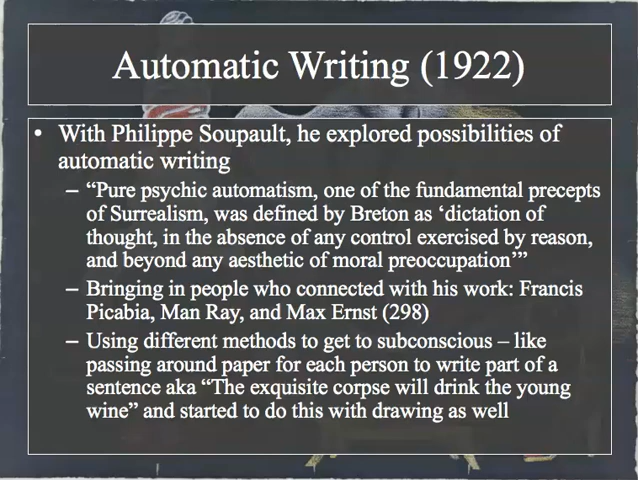 Automatic Writing (1922)
• With Philippe Soupault, he explored possibilities of
automatic writing
– “Pure psychic automatism, one of the fundamental precepts
of Surrealism, was defined by Breton as ‘dictation of
thought, in the absence of any control exercised by reason,
and beyond any aesthetic of moral preoccupation’”
– Bringing in people who connected with his work: Francis
Picabia, Man Ray, and Max Ernst (298)
– Using different methods to get to subconscious – like
passing around paper for each person to write part of a
sentence aka “The exquisite corpse will drink the young
wine” and started to do this with drawing as well